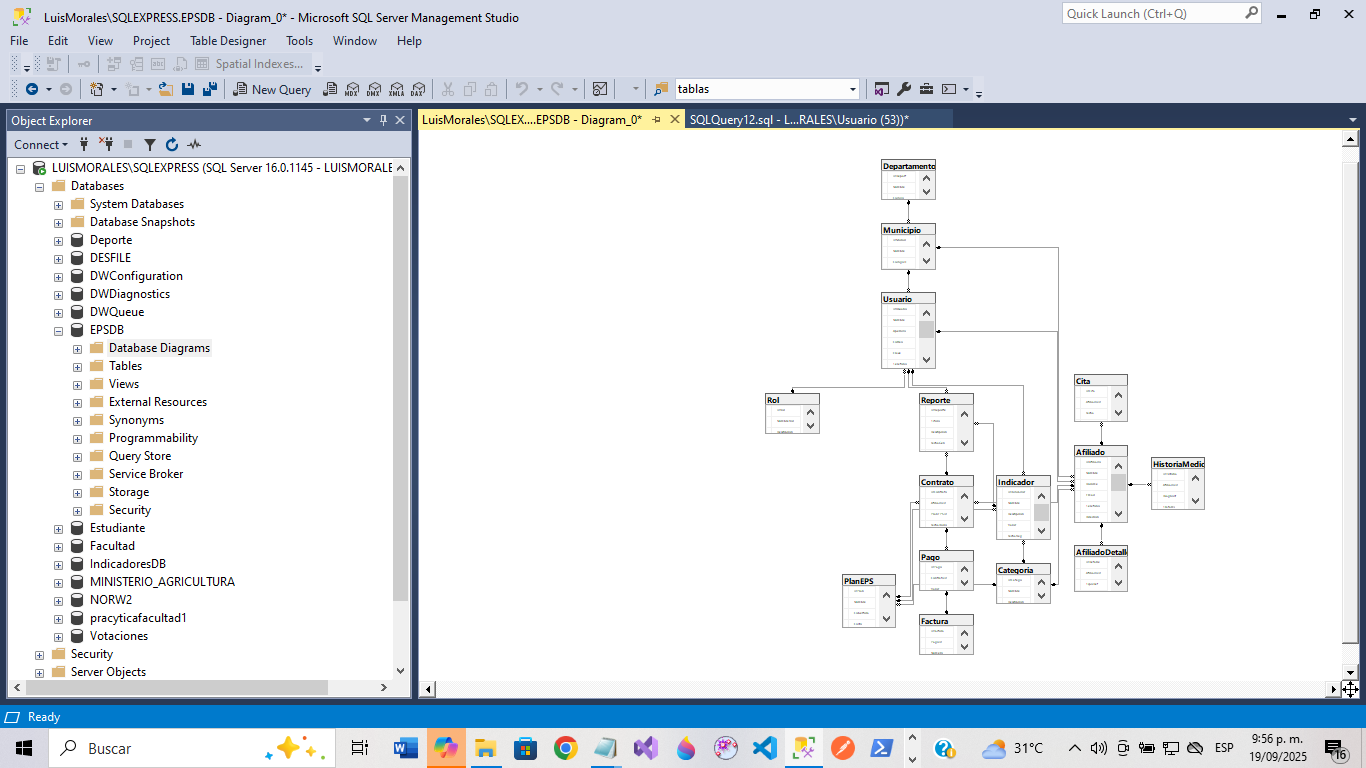 LuisMorales\SQLEXPRESS.EPSDB - Diagram_0* - Microsoft SQL Server Management Studio
Quick Launch (Ctrl+Q)
File Edit View Project Table Designer Tools Window Help
Spatial Indexes...
New Query
MDX DMX XMLA DAX
tablas
Object Explorer
LuisMorales\SQLEX....EPSDB - Diagram_0*
SQLQuery12.sql - L...RALES\Usuario (53))*
Connect
LUISMORALES\SQLEXPRESS (SQL Server 16.0.1145 - LUISMORALE
Databases
System Databases
Database Snapshots
Deporte
DESFILE
DWConfiguration
DWDiagnostics
DWQueue
EPSDB
Database Diagrams
Tables
Views
External Resources
Synonyms
Programmability
Query Store
Service Broker
Storage
Security
Estudiante
Facultad
IndicadoresDB
MINISTERIO_AGRICULTURA
NORW2
pracyticafacultad1
Votaciones
Security
Server Objects
Departamento
Municipio
Usuario
Rol
Reporte
Cita
Afiliado
HistoriaMedic
Contrato
Indicador
Pago
AfiliadoDetall
Categoria
PlanEPS
Factura
Ready
Buscar
31°C
ESP
9:56 p. m.
19/09/2025
16